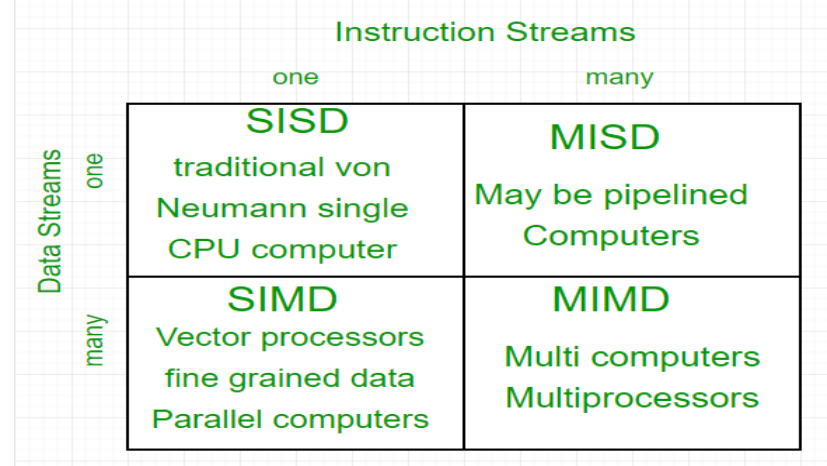 Instruction Streams
one
many
Data Streams
one
SISD
traditional von
Neumann single
CPU computer
MISD
May be pipelined
Computers
many
SIMD
Vector processors
fine grained data
Parallel computers
MIMD
Multi computers
Multiprocessors